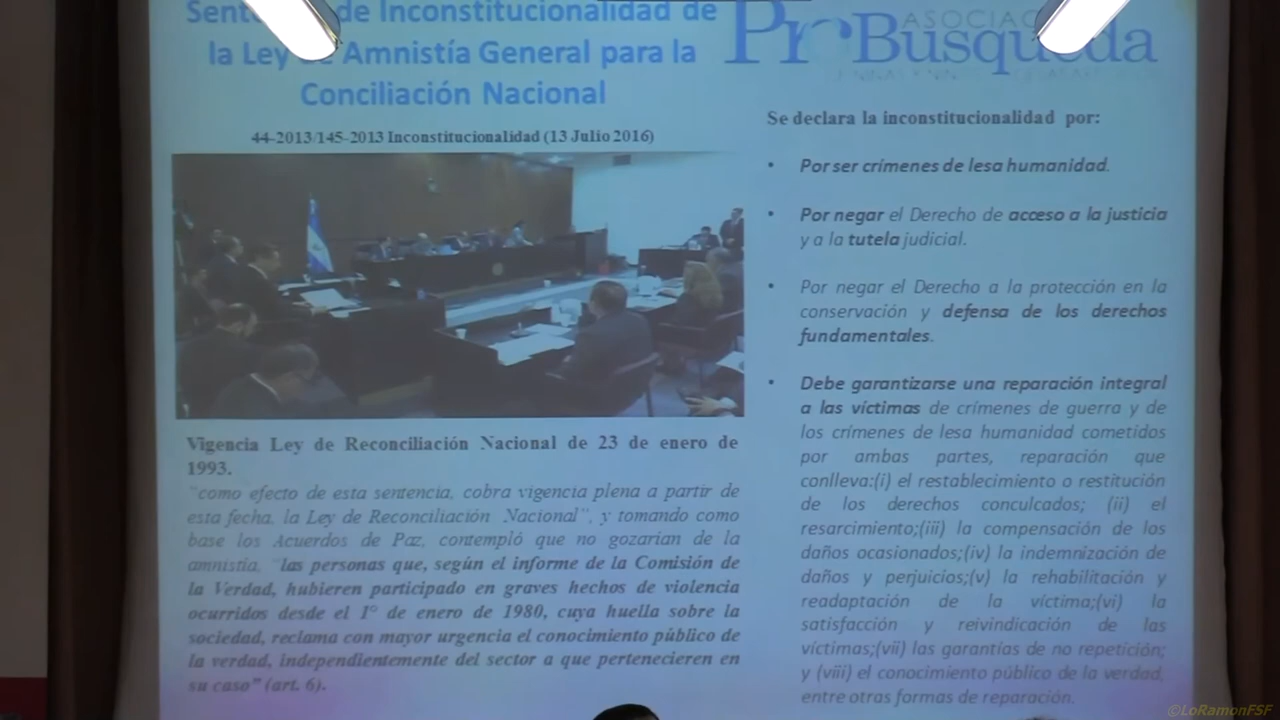 de Inconstitucionalidad de
la Ley de Amnistía General para la
Conciliación Nacional
44-2013/145-2013 Inconstitucionalidad (13 Julio 2016)
Vigencia Ley de Reconciliación Nacional de 23 de enero de
1993.
"como efecto de esta sentencia, cobra vigencia plena a partir de
esta fecha, la Ley de Reconciliación Nacional", y tomando como
base los Acuerdos de Paz, contempló que no gozarían de la
amnistía, "las personas que, según el informe de la Comisión de
la Verdad, hubieren participado en graves hechos de violencia
ocurridos desde el 1° de enero de 1980, cuya huella sobre la
sociedad, reclama con mayor urgencia el conocimiento público de
la verdad, independientemente del sector a que pertenecieren en
su caso" (art. 6).
Pro Búsqueda
Se declara la inconstitucionalidad por:
• Por ser crímenes de lesa humanidad.
• Por negar el Derecho de acceso a la justicia
y a la tutela judicial.
Por negar el Derecho a la protección en la
conservación y defensa de los derechos
fundamentales.
• Debe garantizarse una reparación integral
a las víctimas de crímenes de guerra y de
los crímenes de lesa humanidad cometidos
por ambas partes, reparación que
conlleva:(i) el restablecimiento o restitución
de los derechos conculcados; (ii) el
resarcimiento;(iii) la compensación de los
daños ocasionados;(iv) la indemnización de
daños y perjuicios;(v) la rehabilitación y
readaptación de la víctima;(vi) la
satisfacción y reivindicación de las
víctimas;(vii) las garantías de no repetición;
y (viii) el conocimiento público de la verdad,
entre otras formas de reparación.
©LoRamonFSF